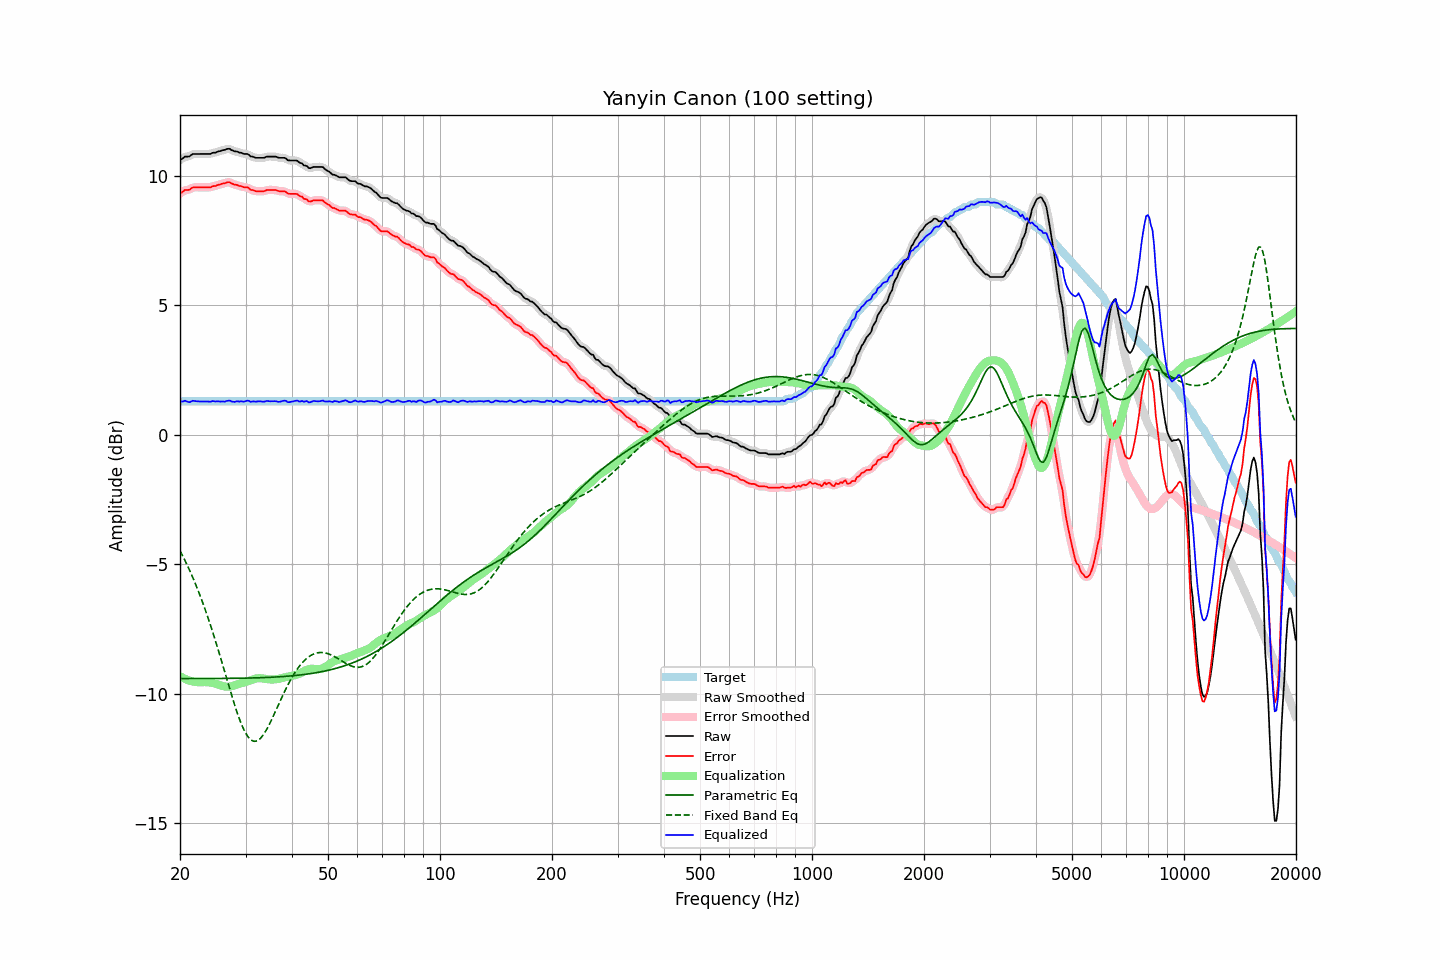 Yanyin Canon (100 setting)
Amplitude (dBr)
10
5
0
−5
−10
−15
Target
Raw Smoothed
Error Smoothed
Raw
Error
Equalization
Parametric Eq
Fixed Band Eq
Equalized
20 50 100 200 500 1000 2000 5000 10000 20000
Frequency (Hz)